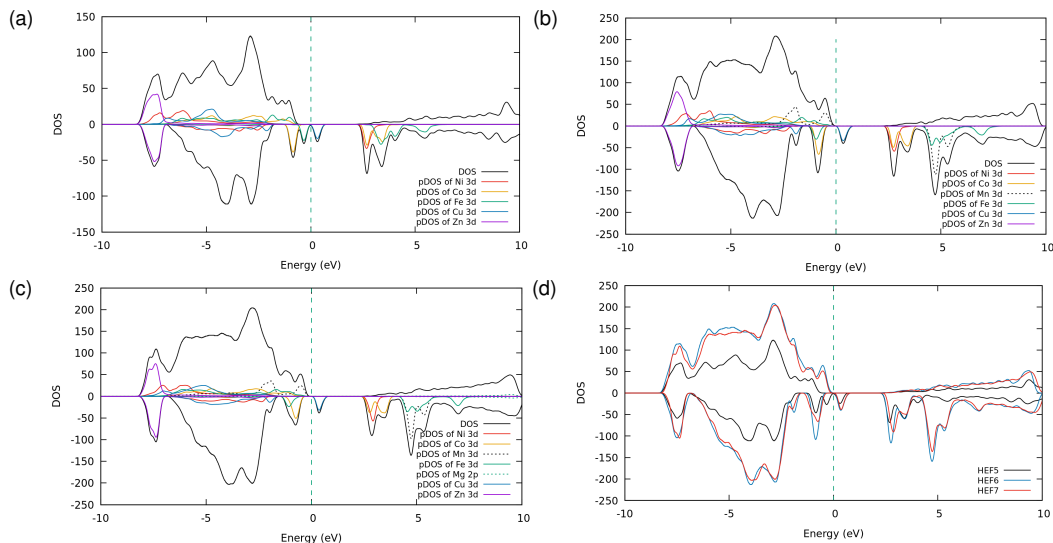 (a)
150
100
50
0
-50
-100
-150
DOS
-10
-5
0
5
10
Energy (eV)
DOS
pDOS of Ni 3d
pDOS of Co 3d
pDOS of Fe 3d
pDOS of Cu 3d
pDOS of Zn 3d
(b)
250
200
150
100
50
0
-50
-100
-150
-200
-250
DOS
-10
-5
0
5
10
Energy (eV)
DOS
pDOS of Ni 3d
pDOS of Co 3d
pDOS of Mn 3d
pDOS of Fe 3d
pDOS of Cu 3d
pDOS of Zn 3d
(c)
250
200
150
100
50
0
-50
-100
-150
-200
-250
DOS
-10
-5
0
5
10
Energy (eV)
DOS
pDOS of Ni 3d
pDOS of Co 3d
pDOS of Mn 3d
pDOS of Fe 3d
pDOS of Mg 2p
pDOS of Cu 3d
pDOS of Zn 3d
(d)
250
200
150
100
50
0
-50
-100
-150
-200
-250
DOS
-10
-5
0
5
10
Energy (eV)
HEF5
HEF6
HEF7